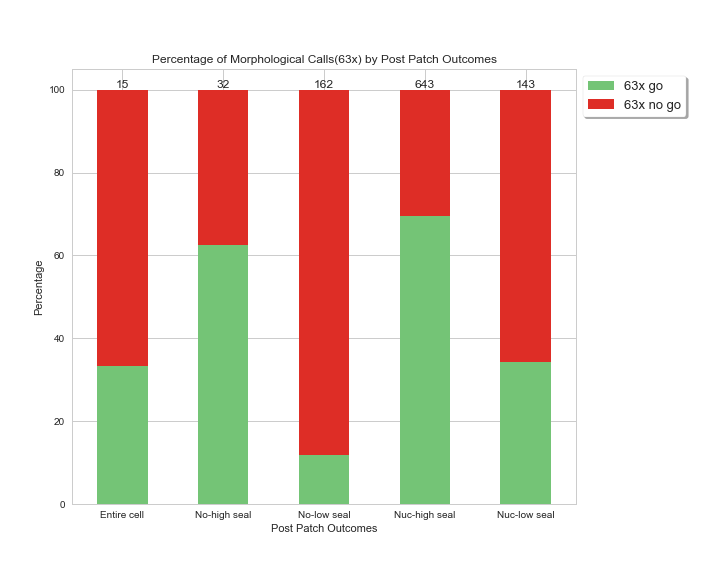 Percentage of Morphological Calls(63x) by Post Patch Outcomes
15 32 162 643 143
63x go
63x no go
100
80
60
40
20
0
Percentage
Entire cell No-high seal No-low seal Nuc-high seal Nuc-low seal
Post Patch Outcomes